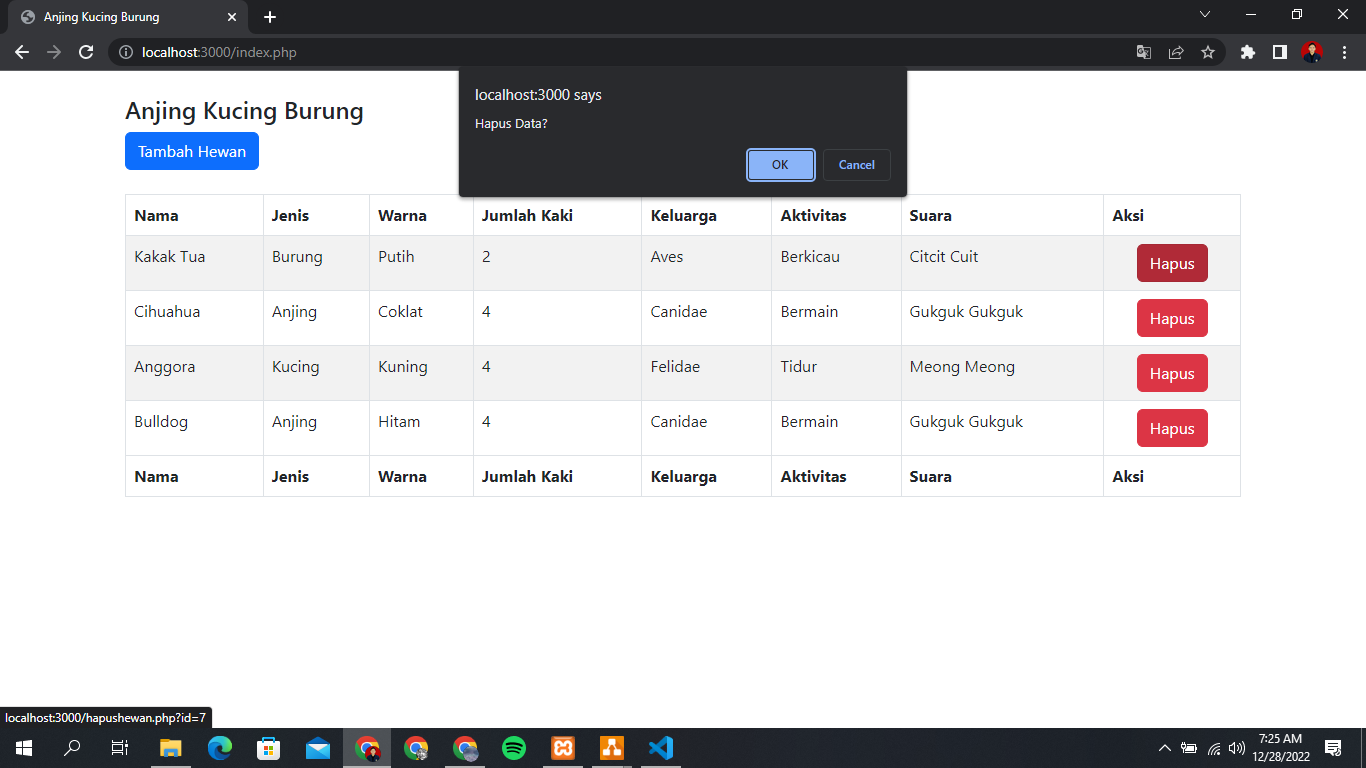 Anjing Kucing Burung
localhost:3000/index.php
localhost:3000 says
Hapus Data?
OK Cancel
Anjing Kucing Burung
Tambah Hewan
Nama Jenis Warna Jumlah Kaki Keluarga Aktivitas Suara Aksi
Kakak Tua Burung Putih 2 Aves Berkicau Citcit Cuit Hapus
Cihuahua Anjing Coklat 4 Canidae Bermain Gukguk Gukguk Hapus
Anggora Kucing Kuning 4 Felidae Tidur Meong Meong Hapus
Bulldog Anjing Hitam 4 Canidae Bermain Gukguk Gukguk Hapus
Nama Jenis Warna Jumlah Kaki Keluarga Aktivitas Suara Aksi
localhost:3000/hapushewan.php?id=7
7:25 AM
12/28/2022